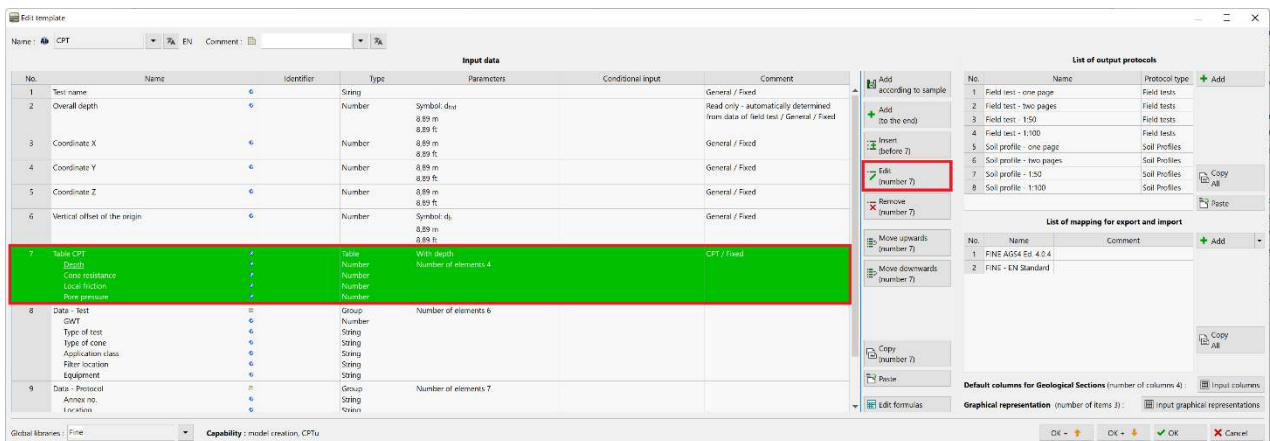 Edit template
Name : CPT EN Comment :
Input data
No. Name Identifier Type Parameters Conditional input Comment
1 Test name String General / Fixed
2 Overall depth Number Symbol: dtot Read only - automatically determined
8,89 m from data of field test / General / Fixed
8,89 ft
3 Coordinate X Number 8,89 m General / Fixed
8,89 ft
4 Coordinate Y Number 8,89 m General / Fixed
8,89 ft
5 Coordinate Z Number 8,89 m General / Fixed
8,89 ft
6 Vertical offset of the origin Number Symbol: General / Fixed
8,89 m
8,89 ft
7 Table CPT Table With depth CPT / Fixed
Depth Number Number of elements 4
Cone resistance Number
Local friction Number
Pore pressure Number
8 Data - Test Group Number of elements 6
GWT Number
Type of test String
Type of cone String
Application class String
Filter location String
Equipment String
9 Data - Protocol Group Number of elements 7
Annex no. String
Location String
Add
according to sample
Add
(to the end)
Insert
(before 7)
Edit
(number 7)
Remove
(number 7)
Move upwards
(number 7)
Move downwards
(number 7)
Copy
(number 7)
Paste
Edit formulas
List of output protocols
No. Name Protocol type Add
1 Field test - one page Field tests
2 Field test - two pages Field tests
3 Field test - 1:50 Field tests
4 Field test - 1:100 Field tests
5 Soil profile - one page Soil Profiles
6 Soil profile - two pages Soil Profiles
7 Soil profile - 1:50 Soil Profiles
8 Soil profile - 1:100 Soil Profiles
Copy
All
Paste
List of mapping for export and import
No. Name Comment Add
1 FINE AGS4 Ed. 4.0.4
2 FINE - EN Standard
Copy
All
Default columns for Geological Sections (number of columns 4) : Input columns
Graphical representation (number of items 3) : Input graphical representations
Global libraries : Fine Capability : model creation, CPTu OK + OK + OK Cancel